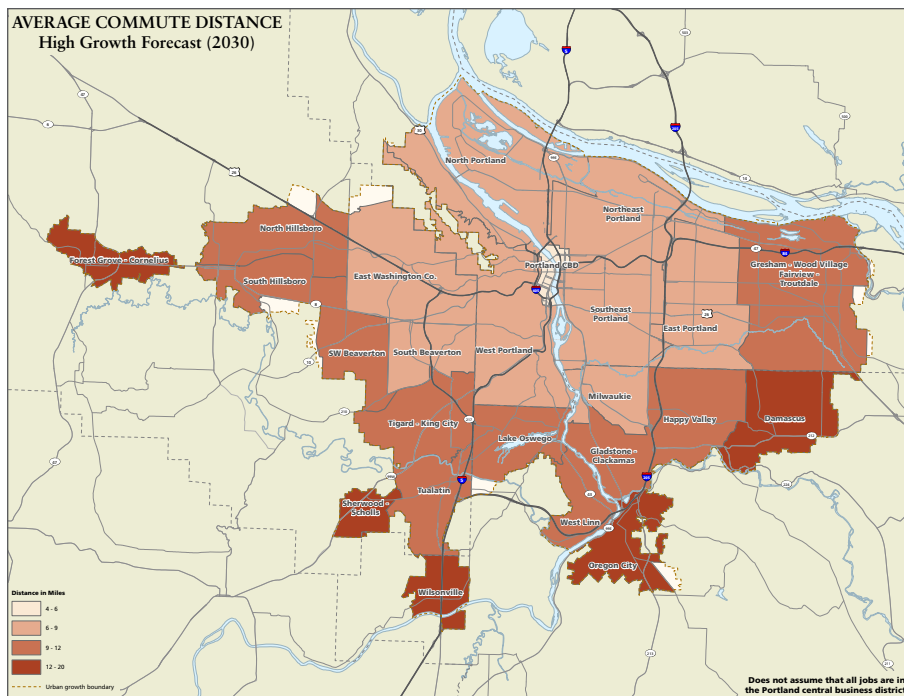 AVERAGE COMMUTE DISTANCE
High Growth Forecast (2030)
North Portland
Northeast
Portland
North Hillsboro
Forest Grove - Cornelius
South Hillsboro
East Washington Co.
Portland CBD
Gresham - Wood Village
Fairview -
Troutdale
Southeast
Portland
East Portland
SW Beaverton
South Beaverton
West Portland
Milwaukie
Tigard - King City
Lake Oswego
Happy Valley
Damascus
Gladstone -
Clackamas
Tualatin
Sherwood -
Scholls
West Linn
Oregon City
Wilsonville
Distance in Miles
4 - 6
6 - 9
9 - 12
12 - 20
Urban growth boundary
Does not assume that all jobs are in
the Portland central business district